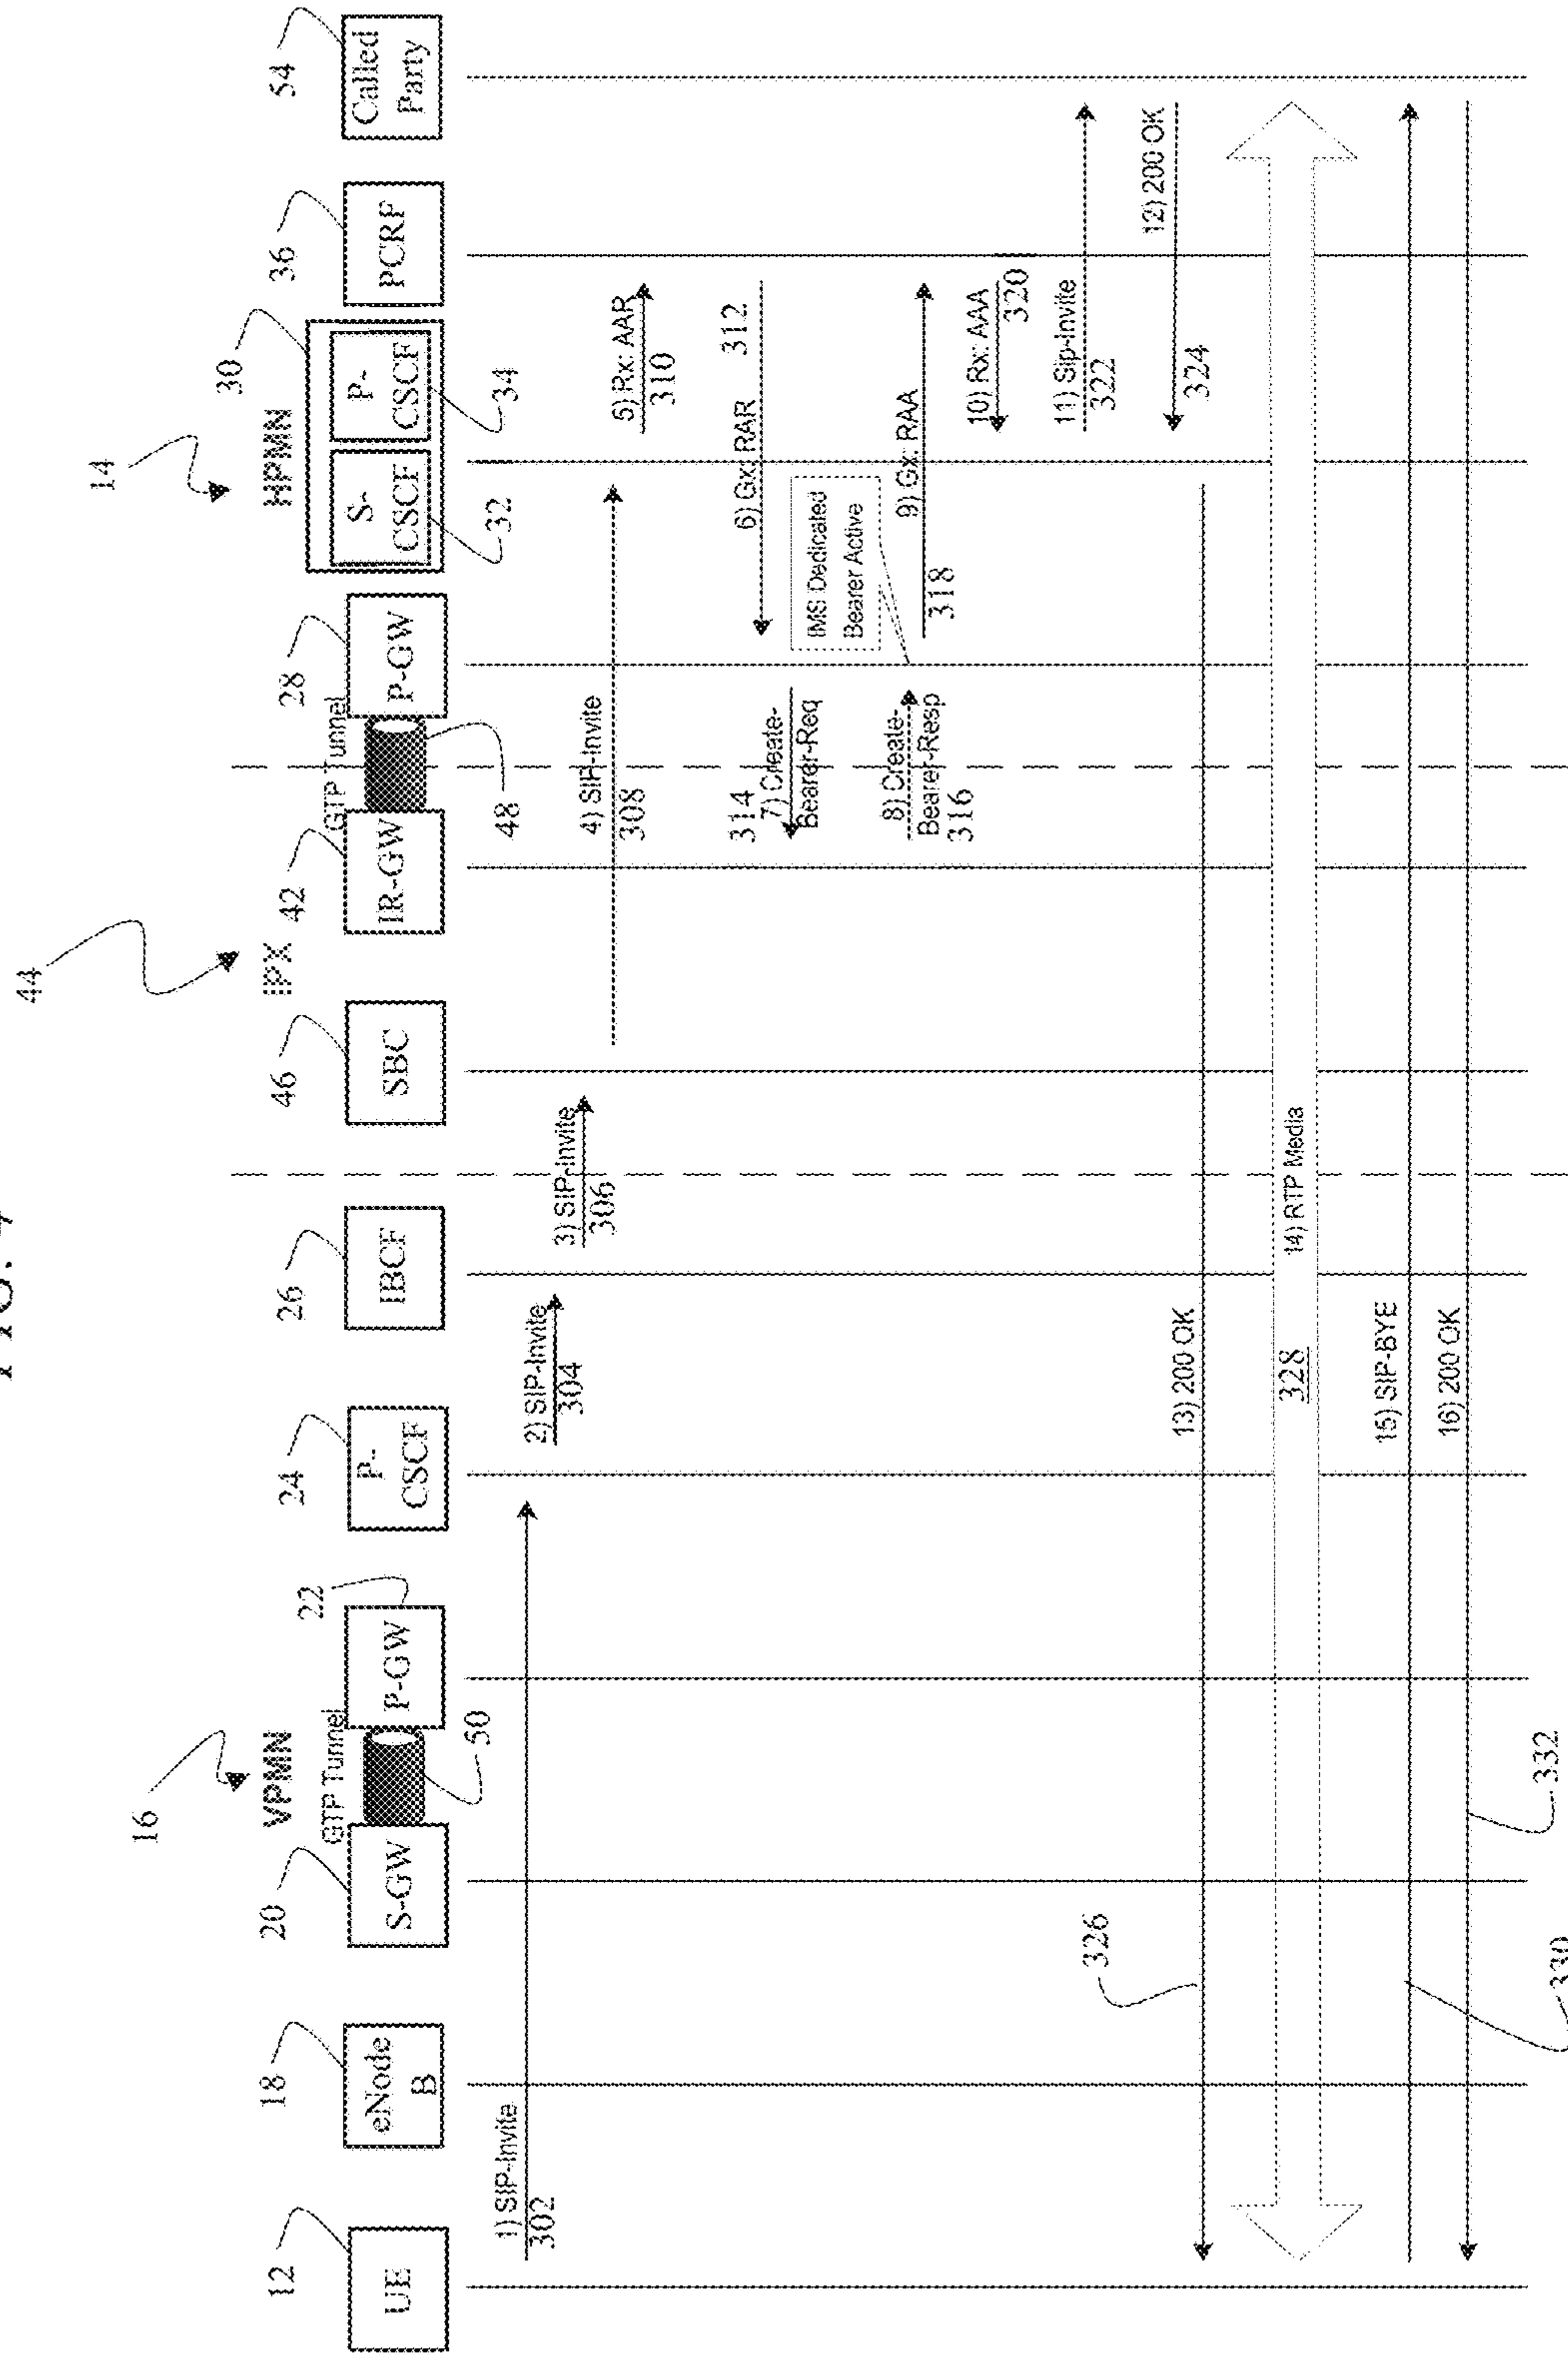 FIG. 4
44
16
14
VPMN
IPX
HPMN
30
12
18
20
22
24
26
46
42
28
36
54
GTP Tunnel
GTP Tunnel
UE
eNode
B
S-GW
P-GW
P-
CSCF
IBCF
SBC
IR-GW
P-GW
S-
CSCF
P-
CSCF
PCRF
Called
Party
50
48
32
34
1) SIP-Invite
302
2) SIP-Invite
304
3) SIP-Invite
306
4) SIP-Invite
308
5) Rx: AAR
310
6) Gx: RAR
312
314
7) Create-
Bearer-Req
IMS Dedicated
Bearer Active
8) Create-
Bearer-Resp
316
9) Gx: RAA
318
10) Rx: AAA
320
11) Sip-Invite
322
12) 200 OK
324
13) 200 OK
326
14) RTP Media
328
15) SIP-BYE
330
16) 200 OK
332